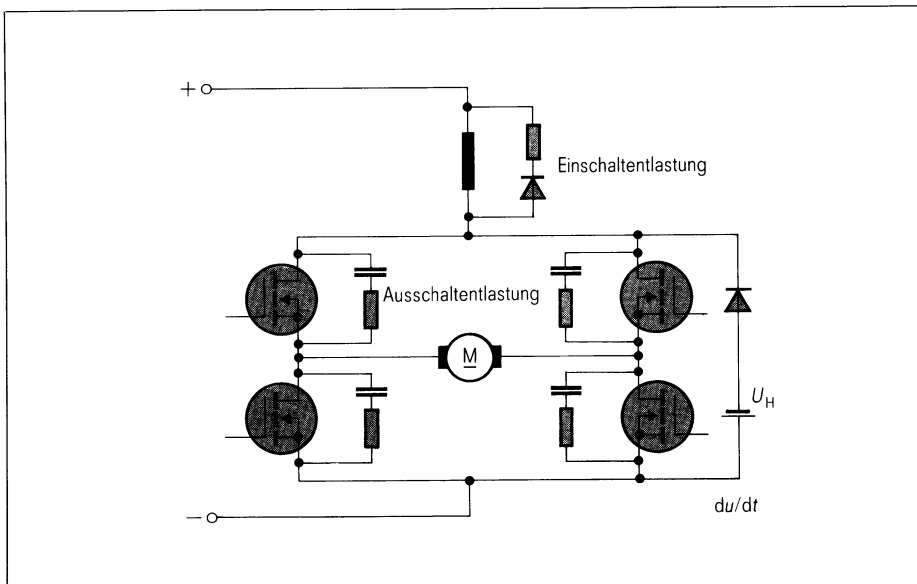 +
Einschaltentlastung
Ausschaltentlastung
M
U_H
du/dt
−